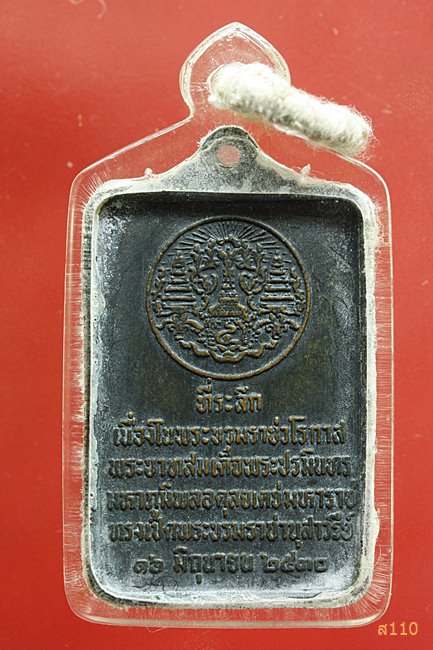 ที่ระลึก
เนื่องในพระบรมราชวโรกาส
พระบาทสมเด็จพระปรมินทร
มหาภูมิพลอดุลยเดชมหาราช
ทรงเปิดพระบรมราชานุสาวรีย์
๑๖ มิถุนายน ๒๕๓๐
ส110